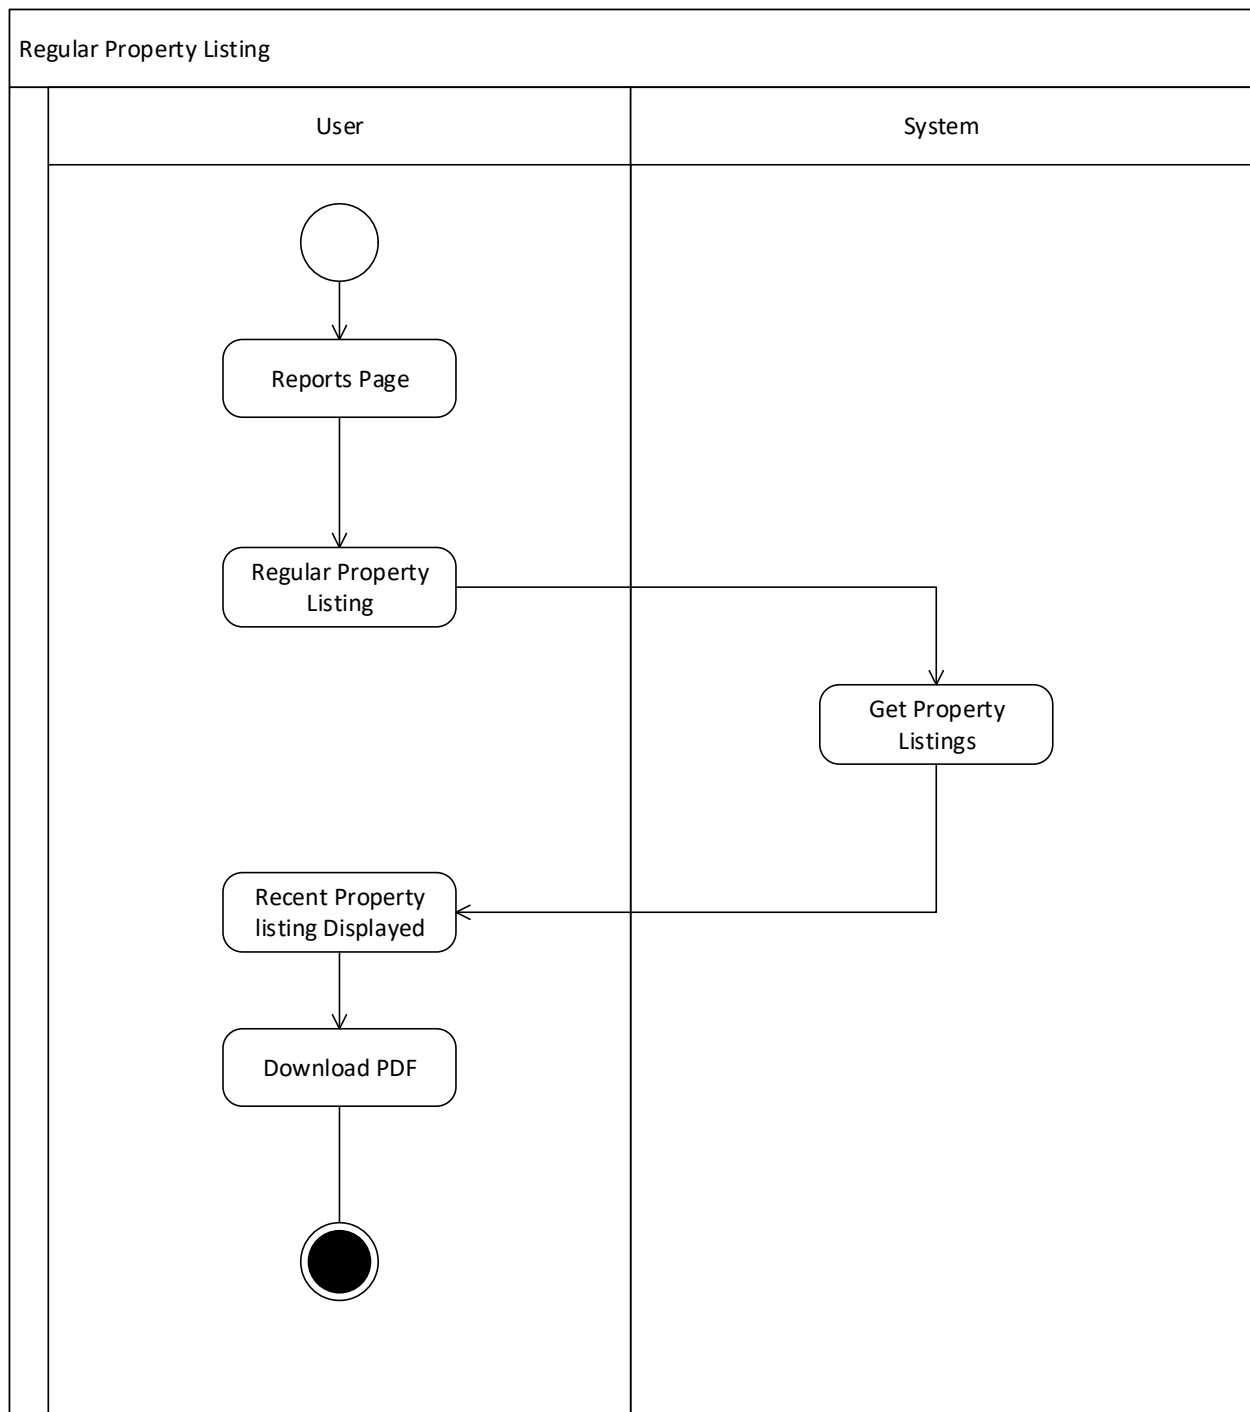 Regular Property Listing
User
System
Reports Page
Regular Property
Listing
Get Property
Listings
Recent Property
listing Displayed
Download PDF